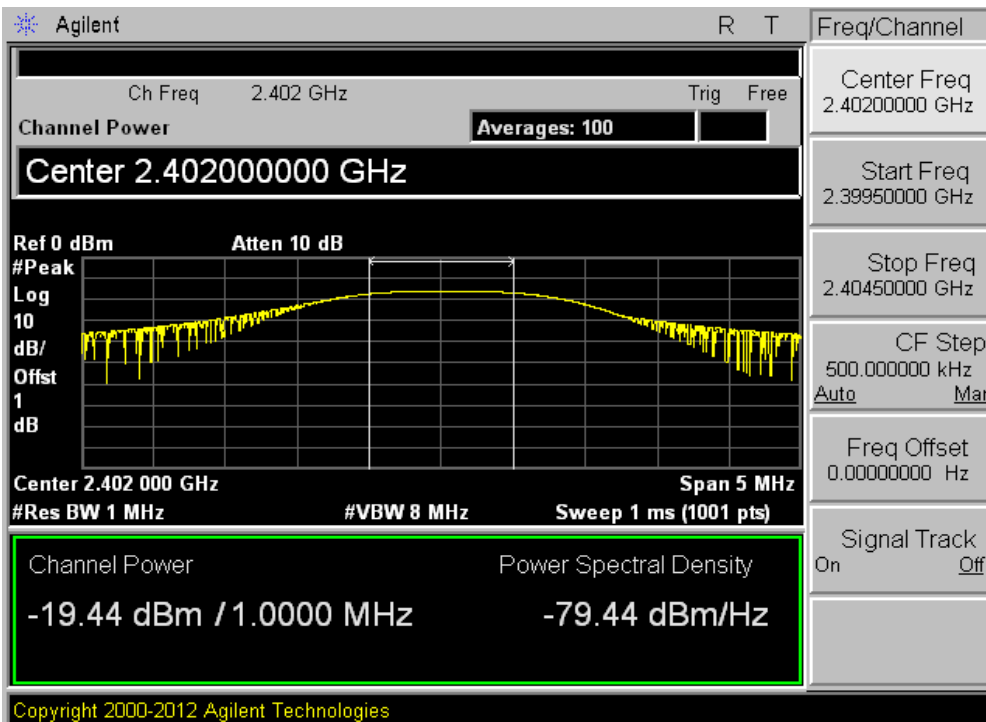 Agilent R T
Ch Freq 2.402 GHz Trig Free
Channel Power Averages: 100
Center 2.402000000 GHz
Ref 0 dBm Atten 10 dB
#Peak
Log
10
dB/
Offst
1
dB
Center 2.402 000 GHz Span 5 MHz
#Res BW 1 MHz #VBW 8 MHz Sweep 1 ms (1001 pts)
Channel Power Power Spectral Density
-19.44 dBm / 1.0000 MHz -79.44 dBm/Hz
Copyright 2000-2012 Agilent Technologies
Freq/Channel
Center Freq
2.40200000 GHz
Start Freq
2.39950000 GHz
Stop Freq
2.40450000 GHz
CF Step
500.000000 kHz
Auto Mar
Freq Offset
0.00000000 Hz
Signal Track
On Off